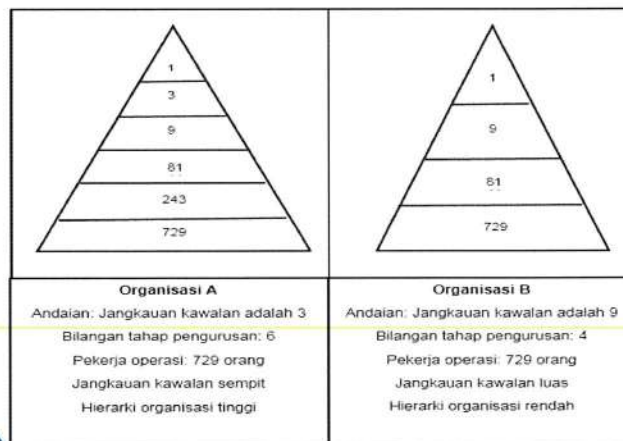 1
3
9
81
243
729
1
9
81
729
Organisasi A
Andaian: Jangkauan kawalan adalah 3
Bilangan tahap pengurusan: 6
Pekerja operasi: 729 orang
Jangkauan kawalan sempit
Hierarki organisasi tinggi
Organisasi B
Andaian: Jangkauan kawalan adalah 9
Bilangan tahap pengurusan: 4
Pekerja operasi: 729 orang
Jangkauan kawalan luas
Hierarki organisasi rendah